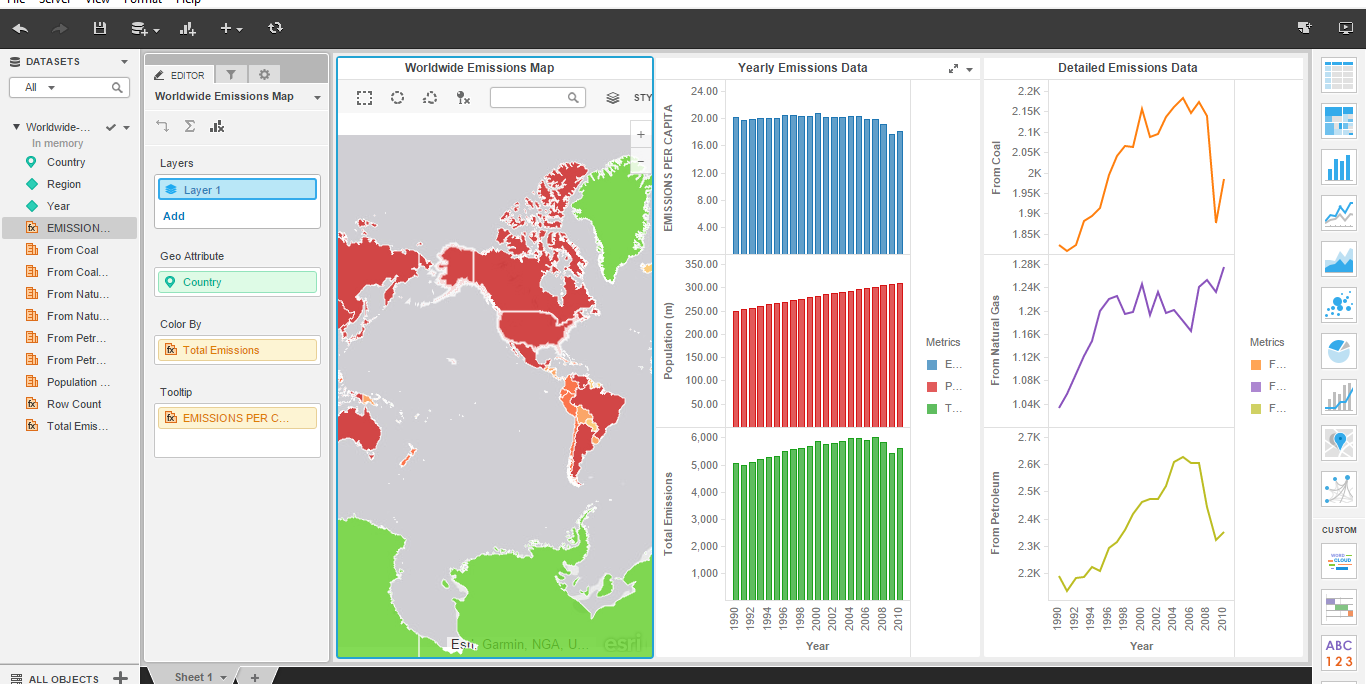 File Server View Format Help
DATASETS
All
Worldwide-...
In memory
Country
Region
Year
EMISSION...
From Coal
From Coal...
From Natu...
From Natu...
From Petr...
From Petr...
Population ...
Row Count
Total Emis...
ALL OBJECTS
EDITOR
Worldwide Emissions Map
Layers
Layer 1
Add
Geo Attribute
Country
Color By
Total Emissions
Tooltip
EMISSIONS PER C...
Worldwide Emissions Map
STY
+
−
Esri, Garmin, NGA, U...
esri
Yearly Emissions Data
EMISSIONS PER CAPITA
24.00
20.00
16.00
12.00
8.00
4.00
Population (m)
350.00
300.00
250.00
200.00
150.00
100.00
50.00
Total Emissions
6,000
5,000
4,000
3,000
2,000
1,000
1990 1992 1994 1996 1998 2000 2002 2004 2006 2008 2010
Year
Metrics
E...
P...
T...
Detailed Emissions Data
From Coal
2.2K
2.15K
2.1K
2.05K
2K
1.95K
1.9K
1.85K
From Natural Gas
1.28K
1.24K
1.2K
1.16K
1.12K
1.08K
1.04K
From Petroleum
2.7K
2.6K
2.5K
2.4K
2.3K
2.2K
1990 1992 1994 1996 1998 2000 2002 2004 2006 2008 2010
Year
Metrics
F...
F...
F...
CUSTOM
WORD
CLOUD
ABC
123
Sheet 1
+